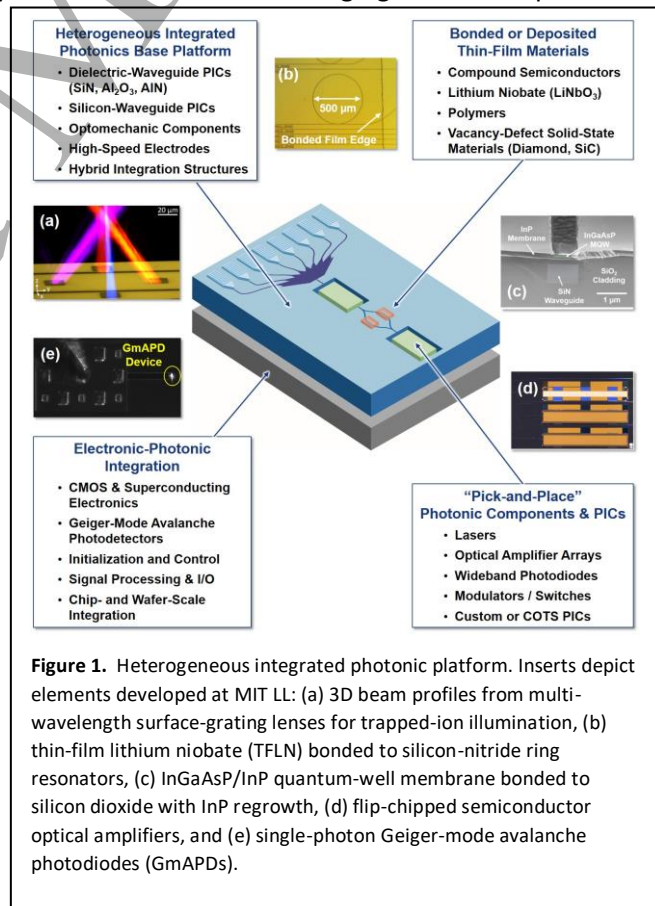 Heterogeneous Integrated
Photonics Base Platform
• Dielectric-Waveguide PICs
(SiN, Al₂O₃, AlN)
• Silicon-Waveguide PICs
• Optomechanic Components
• High-Speed Electrodes
• Hybrid Integration Structures
(b)
500 µm
Bonded Film Edge
Bonded or Deposited
Thin-Film Materials
• Compound Semiconductors
• Lithium Niobate (LiNbO₃)
• Polymers
• Vacancy-Defect Solid-State
Materials (Diamond, SiC)
(a)
20 µm
InP
Membrane
InGaAsP
MQW
SiO₂
Cladding
SiN
Waveguide
1 µm
(c)
(e)
GmAPD
Device
(d)
Electronic-Photonic
Integration
• CMOS & Superconducting
Electronics
• Geiger-Mode Avalanche
Photodetectors
• Initialization and Control
• Signal Processing & I/O
• Chip- and Wafer-Scale
Integration
“Pick-and-Place”
Photonic Components & PICs
• Lasers
• Optical Amplifier Arrays
• Wideband Photodiodes
• Modulators / Switches
• Custom or COTS PICs
Figure 1. Heterogeneous integrated photonic platform. Inserts depict
elements developed at MIT LL: (a) 3D beam profiles from multi-
wavelength surface-grating lenses for trapped-ion illumination, (b)
thin-film lithium niobate (TFLN) bonded to silicon-nitride ring
resonators, (c) InGaAsP/InP quantum-well membrane bonded to
silicon dioxide with InP regrowth, (d) flip-chipped semiconductor
optical amplifiers, and (e) single-photon Geiger-mode avalanche
photodiodes (GmAPDs).